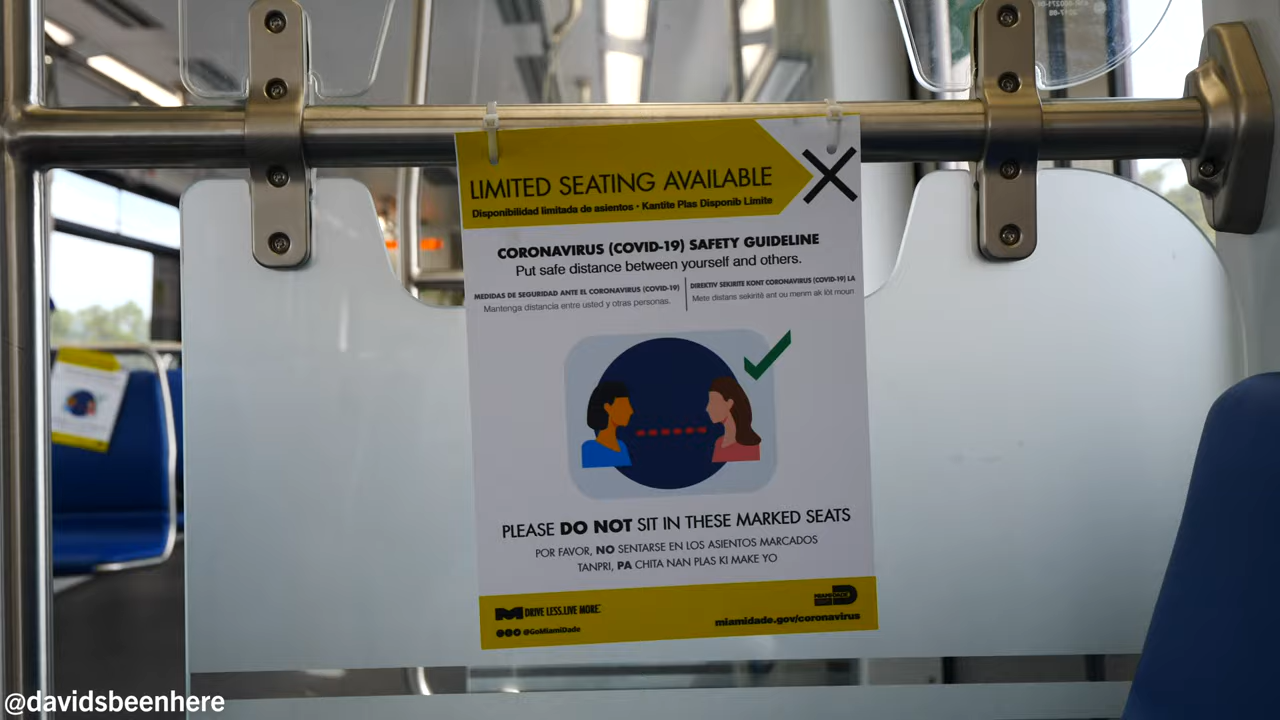 LIMITED SEATING AVAILABLE
Disponibilidad limitada de asientos • Kantite Plas Disponib Limite
CORONAVIRUS (COVID-19) SAFETY GUIDELINE
Put safe distance between yourself and others.
MEDIDAS DE SEGURIDAD ANTE EL CORONAVIRUS (COVID-19)
Mantenga distancia entre usted y otras personas.
DIREKTIV SEKIRITE KONT CORONAVIRUS (COVID-19) LA
Mete distans sekirité ant ou menm ak lòt moun
PLEASE DO NOT SIT IN THESE MARKED SEATS
POR FAVOR, NO SENTARSE EN LOS ASIENTOS MARCADOS
TANPRI, PA CHITA NAN PLAS KI MAKE YO
DRIVE LESS.LIVE MORE.
@GoMiamiDade
MIAMI-DADE
miamidade.gov/coronavirus
@davidsbeenhere